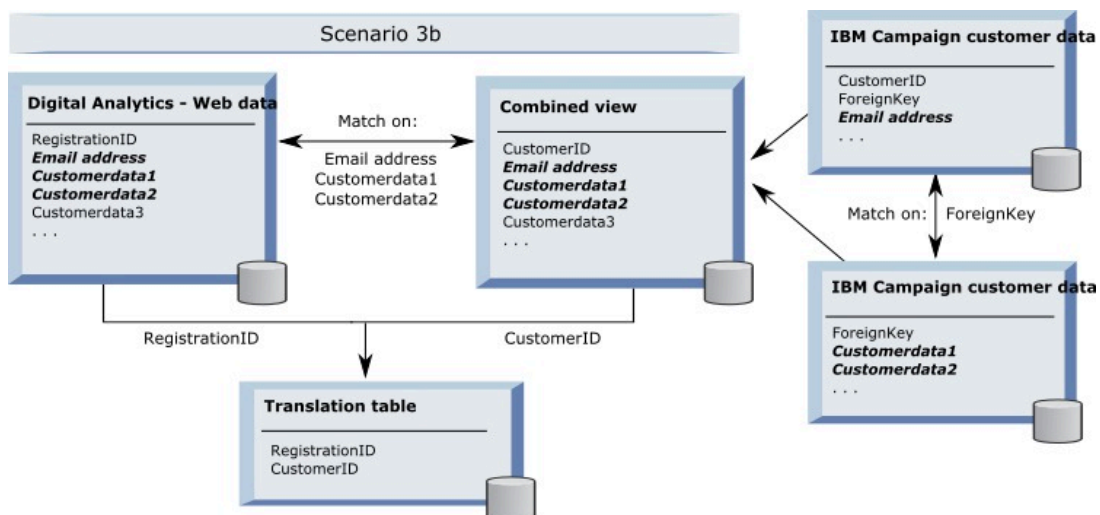 Scenario 3b
Digital Analytics - Web data
RegistrationID
Email address
Customerdata1
Customerdata2
Customerdata3
. . .
Match on:
Email address
Customerdata1
Customerdata2
Combined view
CustomerID
Email address
Customerdata1
Customerdata2
Customerdata3
. . .
IBM Campaign customer data
CustomerID
ForeignKey
Email address
. . .
Match on: ForeignKey
IBM Campaign customer data
ForeignKey
Customerdata1
Customerdata2
. . .
RegistrationID
CustomerID
Translation table
RegistrationID
CustomerID